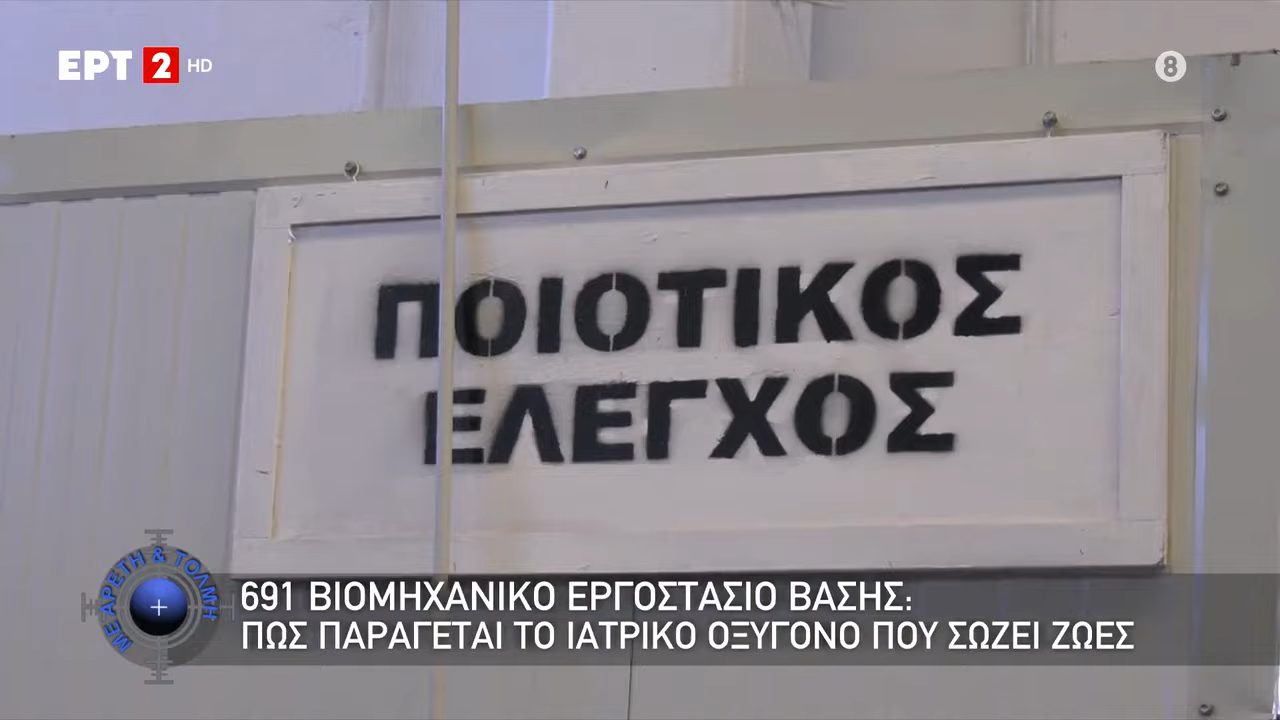 ΕΡΤ 2 HD
8
ΠΟΙΟΤΙΚΟΣ
ΕΛΕΓΧΟΣ
ΜΕ ΑΡΕΤΗ & ΤΟΛΜΗ
691 ΒΙΟΜΗΧΑΝΙΚΟ ΕΡΓΟΣΤΑΣΙΟ ΒΑΣΗΣ:
ΠΩΣ ΠΑΡΑΓΕΤΑΙ ΤΟ ΙΑΤΡΙΚΟ ΟΞΥΓΟΝΟ ΠΟΥ ΣΩΖΕΙ ΖΩΕΣ